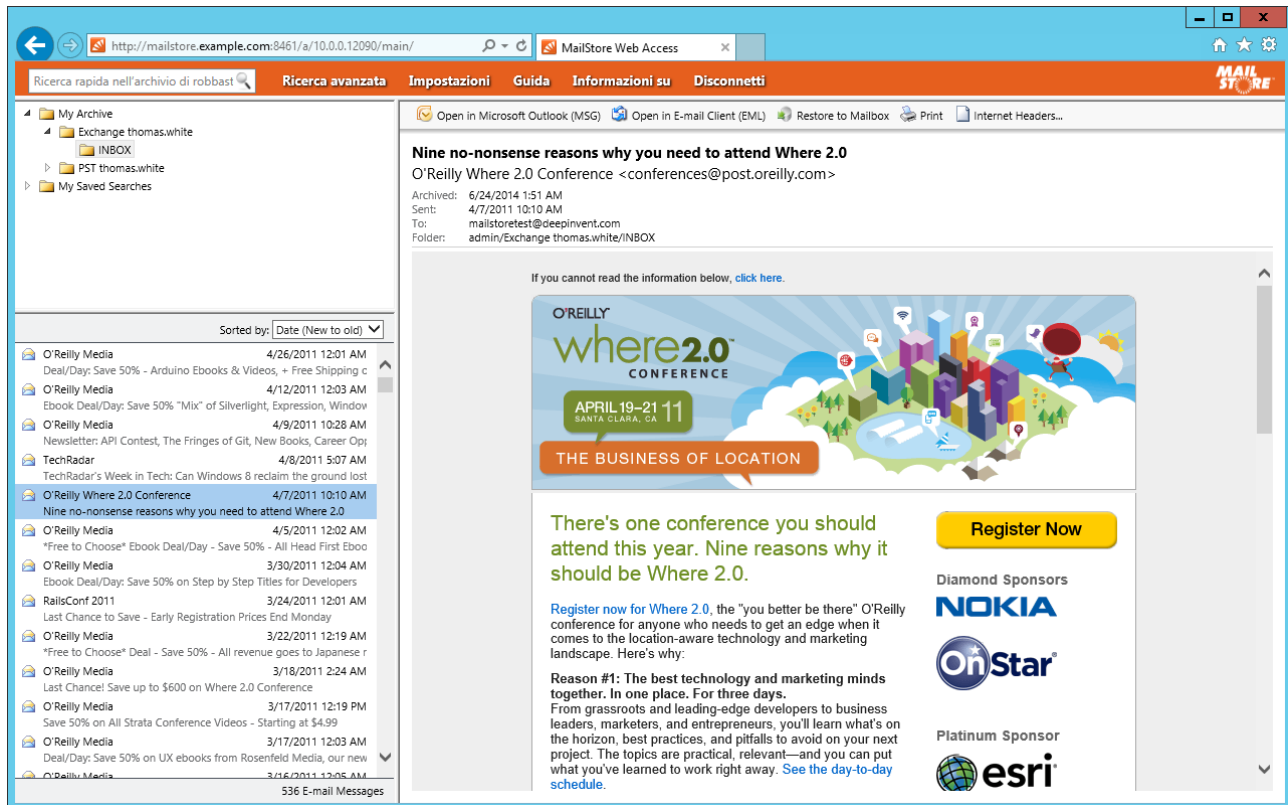 http://mailstore.example.com:8461/a/10.0.0.12090/main/
MailStore Web Access
Ricerca rapida nell'archivio di robbast
Ricerca avanzata
Impostazioni
Guida
Informazioni su
Disconnetti
MAIL
STORE
My Archive
Exchange thomas.white
INBOX
PST thomas.white
My Saved Searches
Sorted by: Date (New to old)
O'Reilly Media 4/26/2011 12:01 AM
Deal/Day: Save 50% - Arduino Ebooks & Videos, + Free Shipping c
O'Reilly Media 4/12/2011 12:03 AM
Ebook Deal/Day: Save 50% "Mix" of Silverlight, Expression, Window
O'Reilly Media 4/9/2011 10:28 AM
Newsletter: API Contest, The Fringes of Git, New Books, Career Opp
TechRadar 4/8/2011 5:07 AM
TechRadar's Week in Tech: Can Windows 8 reclaim the ground lost
O'Reilly Where 2.0 Conference 4/7/2011 10:10 AM
Nine no-nonsense reasons why you need to attend Where 2.0
O'Reilly Media 4/5/2011 12:02 AM
*Free to Choose* Ebook Deal/Day - Save 50% - All Head First Eboo
O'Reilly Media 3/30/2011 12:04 AM
Ebook Deal/Day: Save 50% on Step by Step Titles for Developers
RailsConf 2011 3/24/2011 12:01 AM
Last Chance to Save - Early Registration Prices End Monday
O'Reilly Media 3/22/2011 12:19 AM
*Free to Choose* Deal - Save 50% - All revenue goes to Japanese r
O'Reilly Media 3/18/2011 2:24 AM
Last Chance! Save up to $600 on Where 2.0 Conference
O'Reilly Media 3/17/2011 12:19 PM
Save 50% on All Strata Conference Videos - Starting at $4.99
O'Reilly Media 3/17/2011 12:03 AM
Deal/Day: Save 50% on UX ebooks from Rosenfeld Media, our new
O'Reilly Media 3/16/2011 12:05 AM
536 E-mail Messages
Open in Microsoft Outlook (MSG)
Open in E-mail Client (EML)
Restore to Mailbox
Print
Internet Headers...
Nine no-nonsense reasons why you need to attend Where 2.0
O'Reilly Where 2.0 Conference <conferences@post.oreilly.com>
Archived: 6/24/2014 1:51 AM
Sent: 4/7/2011 10:10 AM
To: mailstoretest@deepinvent.com
Folder: admin/Exchange thomas.white/INBOX
If you cannot read the information below, click here.
O'REILLY
where2.0™
CONFERENCE
APRIL 19–21 11
SANTA CLARA, CA
THE BUSINESS OF LOCATION
There's one conference you should
attend this year. Nine reasons why it
should be Where 2.0.
Register now for Where 2.0, the "you better be there" O'Reilly
conference for anyone who needs to get an edge when it
comes to the location-aware technology and marketing
landscape. Here's why:
Reason #1: The best technology and marketing minds
together. In one place. For three days.
From grassroots and leading-edge developers to business
leaders, marketers, and entrepreneurs, you'll learn what's on
the horizon, best practices, and pitfalls to avoid on your next
project. The topics are practical, relevant—and you can put
what you've learned to work right away. See the day-to-day
schedule.
Register Now
Diamond Sponsors
NOKIA
OnStar
Platinum Sponsor
esri